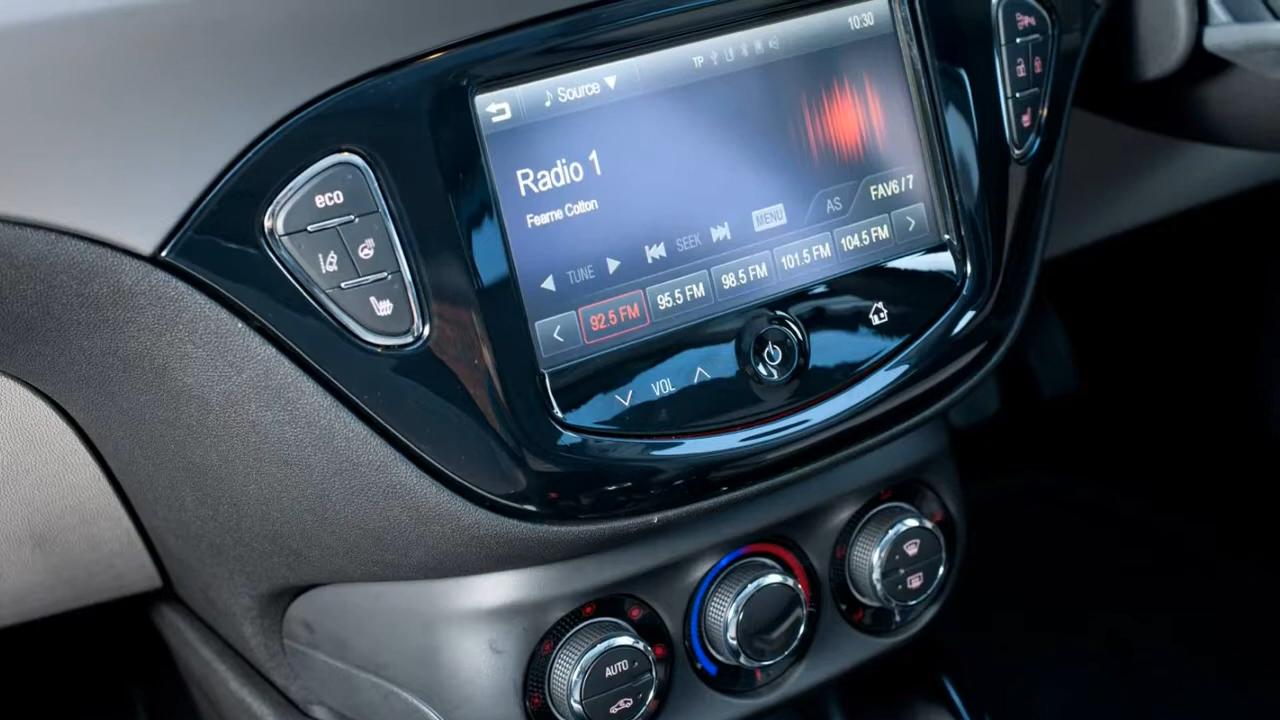 10:30
Source
TP
Radio 1
Fearne Cotton
TUNE
SEEK
MENU
AS
FAV6/7
92.5 FM
95.5 FM
98.5 FM
101.5 FM
104.5 FM
VOL
eco
AUTO